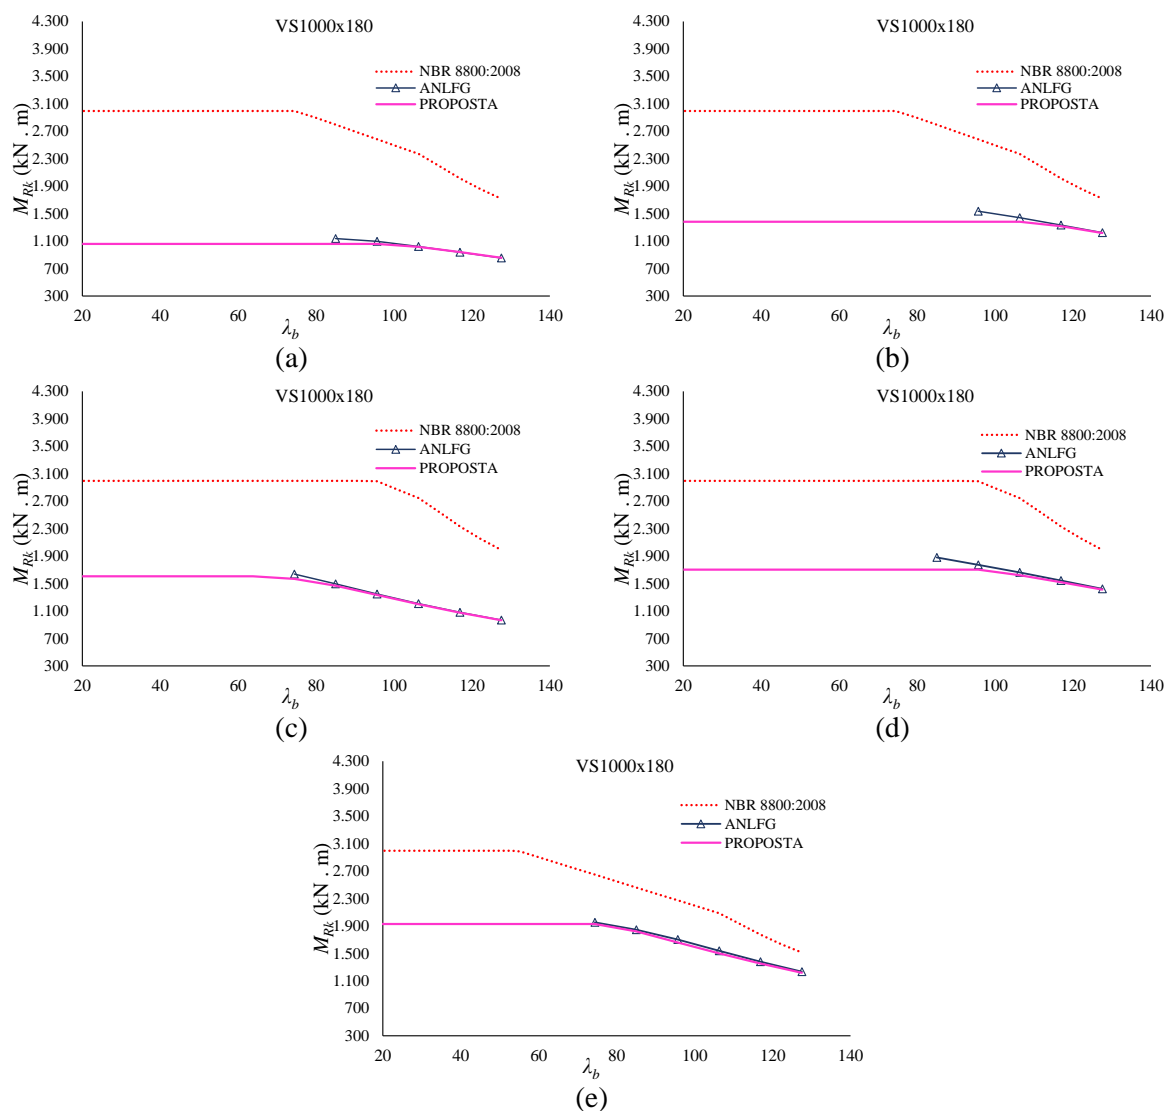 VS1000x180
4.300
3.900
3.500
3.100
2.700
2.300
1.900
1.500
1.100
700
300
M_Rk (kN . m)
NBR 8800:2008
ANLFG
PROPOSTA
20 40 60 80 100 120 140
λ_b
(a)
VS1000x180
4.300
3.900
3.500
3.100
2.700
2.300
1.900
1.500
1.100
700
300
M_Rk (kN . m)
NBR 8800:2008
ANLFG
PROPOSTA
20 40 60 80 100 120 140
λ_b
(b)
VS1000x180
4.300
3.900
3.500
3.100
2.700
2.300
1.900
1.500
1.100
700
300
M_Rk (kN . m)
NBR 8800:2008
ANLFG
PROPOSTA
20 40 60 80 100 120 140
λ_b
(c)
VS1000x180
4.300
3.900
3.500
3.100
2.700
2.300
1.900
1.500
1.100
700
300
M_Rk (kN . m)
NBR 8800:2008
ANLFG
PROPOSTA
20 40 60 80 100 120 140
λ_b
(d)
VS1000x180
4.300
3.900
3.500
3.100
2.700
2.300
1.900
1.500
1.100
700
300
M_Rk (kN . m)
NBR 8800:2008
ANLFG
PROPOSTA
20 40 60 80 100 120 140
λ_b
(e)